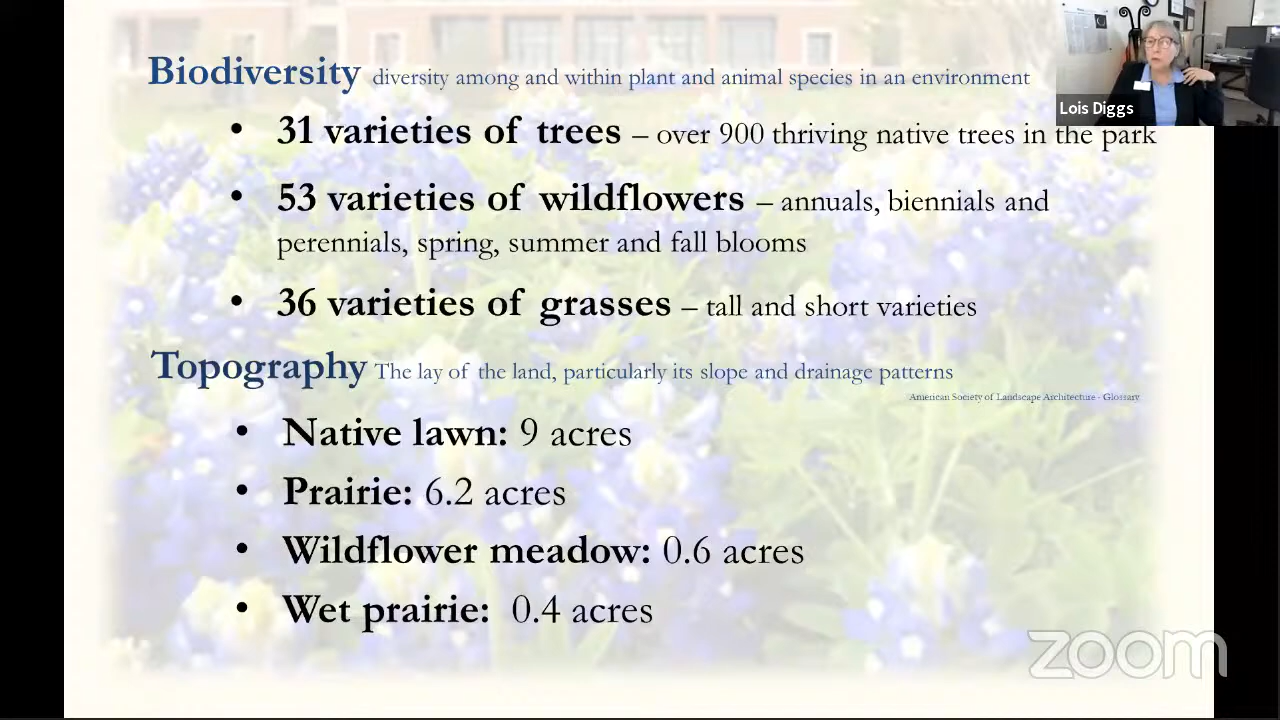 Biodiversity diversity among and within plant and animal species in an environment
Lois Diggs
• 31 varieties of trees – over 900 thriving native trees in the park
• 53 varieties of wildflowers – annuals, biennials and
perennials, spring, summer and fall blooms
• 36 varieties of grasses – tall and short varieties
Topography The lay of the land, particularly its slope and drainage patterns
American Society of Landscape Architecture - Glossary
• Native lawn: 9 acres
• Prairie: 6.2 acres
• Wildflower meadow: 0.6 acres
• Wet prairie: 0.4 acres
zoom